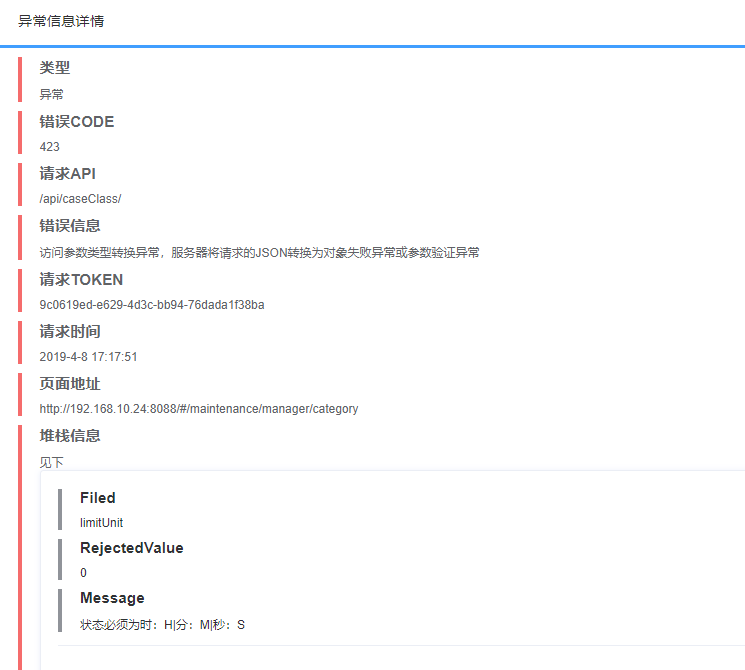 异常信息详情
类型
异常
错误CODE
423
请求API
/api/caseClass/
错误信息
访问参数类型转换异常，服务器将请求的JSON转换为对象失败异常或参数验证异常
请求TOKEN
9c0619ed-e629-4d3c-bb94-76dada1f38ba
请求时间
2019-4-8 17:17:51
页面地址
http://192.168.10.24:8088/#/maintenance/manager/category
堆栈信息
见下
Filed
limitUnit
RejectedValue
0
Message
状态必须为时：H|分：M|秒：S